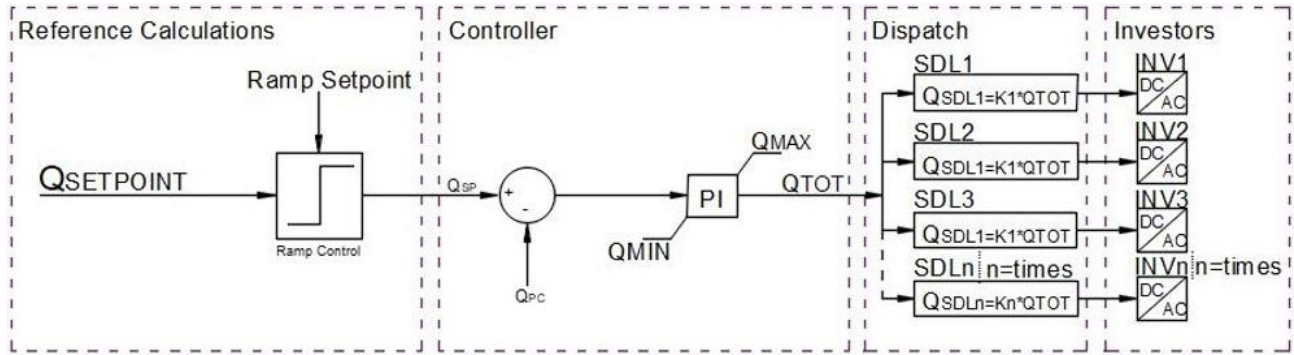 Reference Calculations
Ramp Setpoint
QSETPOINT
Ramp Control
Controller
QSP
+
-
QPC
PI
QMAX
QMIN
QTOT
Dispatch
SDL1
QSDL1=K1*QTOT
SDL2
QSDL1=K1*QTOT
SDL3
QSDL1=K1*QTOT
SDLn n=times
QSDLn=Kn*QTOT
Investors
INV1
DC
AC
INV2
DC
AC
INV3
DC
AC
INVn n=times
DC
AC